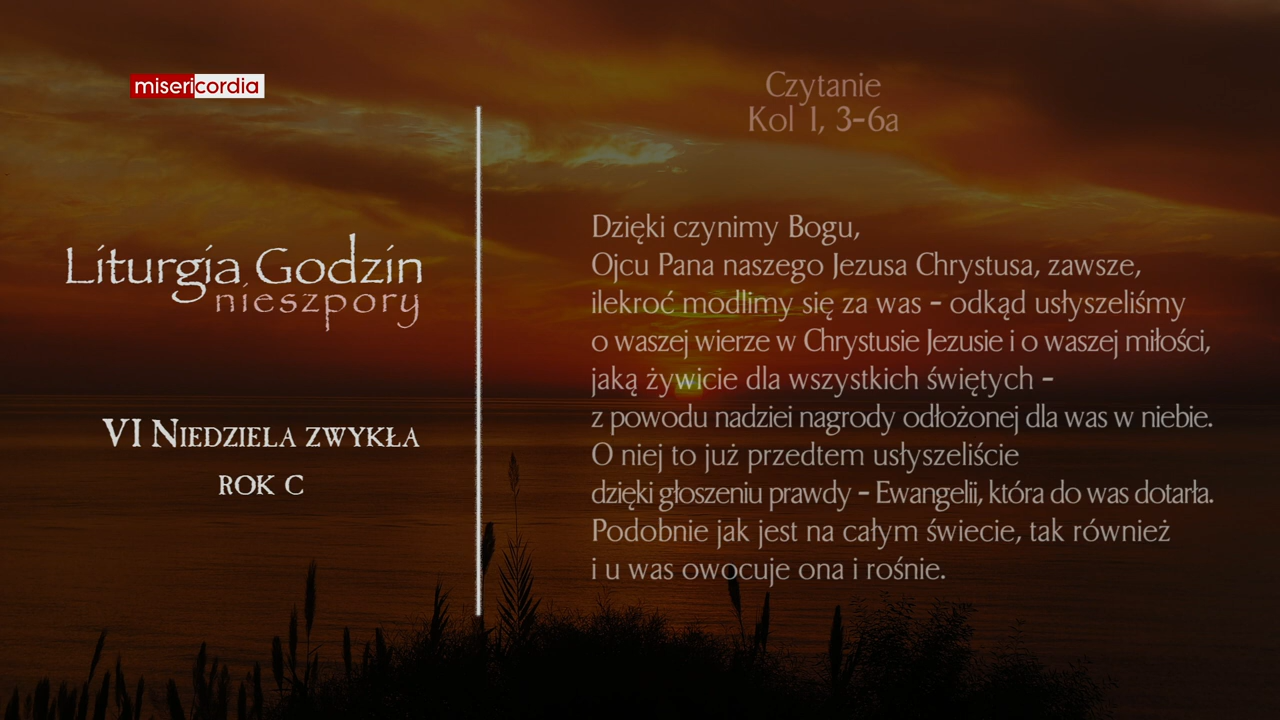 misericordia
Liturgia Godzin
nieszpory
VI Niedziela zwykła
rok C
Czytanie
Kol 1, 3-6a
Dzięki czynimy Bogu,
Ojcu Pana naszego Jezusa Chrystusa, zawsze,
ilekroć modlimy się za was - odkąd usłyszeliśmy
o waszej wierze w Chrystusie Jezusie i o waszej miłości,
jaką żywicie dla wszystkich świętych -
z powodu nadziei nagrody odłożonej dla was w niebie.
O niej to już przedtem usłyszeliście
dzięki głoszeniu prawdy - Ewangelii, która do was dotarła.
Podobnie jak jest na całym świecie, tak również
i u was owocuje ona i rośnie.